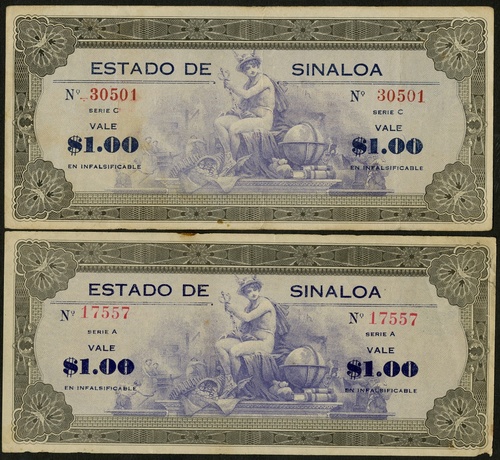 ESTADO DE SINALOA
Nº 30501 Nº 30501
SERIE C SERIE C
VALE VALE
$1.00 $1.00
EN INFALSIFICABLE EN INFALSIFICABLE
ESTADO DE SINALOA
Nº 17557 Nº 17557
SERIE A SERIE A
VALE VALE
$1.00 $1.00
EN INFALSIFICABLE EN INFALSIFICABLE